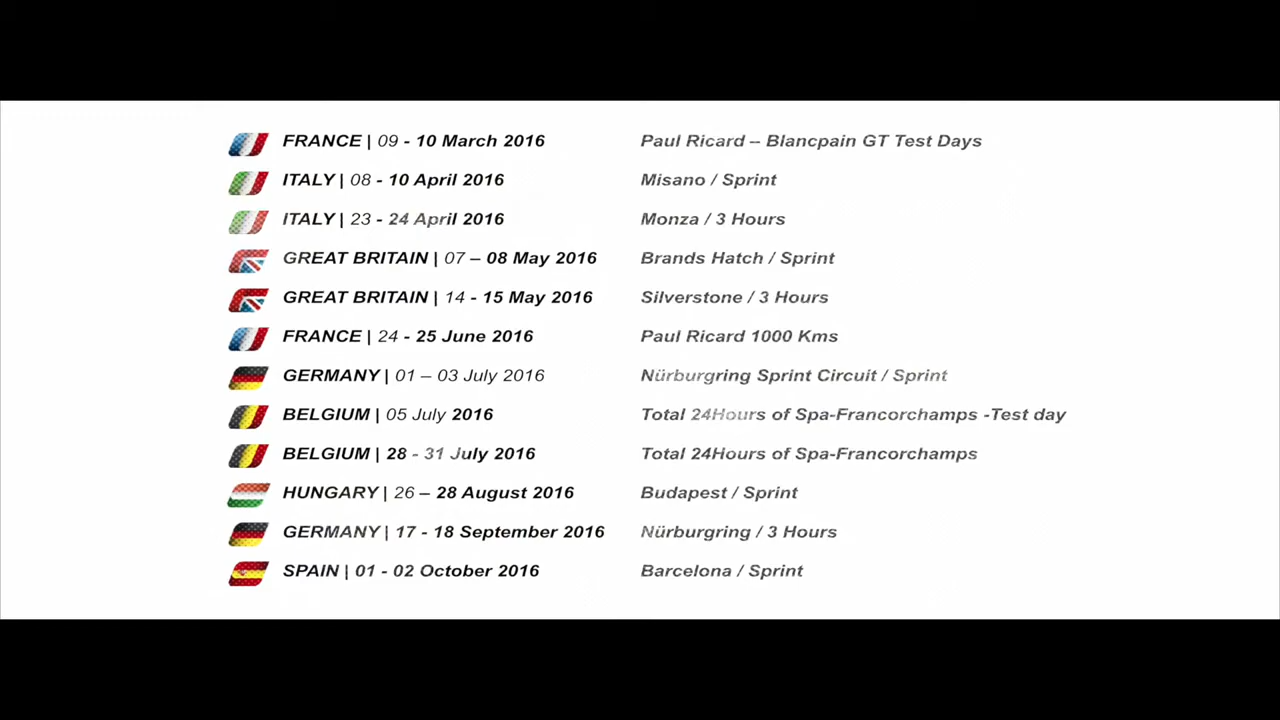 FRANCE | 09 - 10 March 2016 Paul Ricard – Blancpain GT Test Days
ITALY | 08 - 10 April 2016 Misano / Sprint
ITALY | 23 - 24 April 2016 Monza / 3 Hours
GREAT BRITAIN | 07 – 08 May 2016 Brands Hatch / Sprint
GREAT BRITAIN | 14 - 15 May 2016 Silverstone / 3 Hours
FRANCE | 24 - 25 June 2016 Paul Ricard 1000 Kms
GERMANY | 01 – 03 July 2016 Nürburgring Sprint Circuit / Sprint
BELGIUM | 05 July 2016 Total 24Hours of Spa-Francorchamps -Test day
BELGIUM | 28 - 31 July 2016 Total 24Hours of Spa-Francorchamps
HUNGARY | 26 – 28 August 2016 Budapest / Sprint
GERMANY | 17 - 18 September 2016 Nürburgring / 3 Hours
SPAIN | 01 - 02 October 2016 Barcelona / Sprint